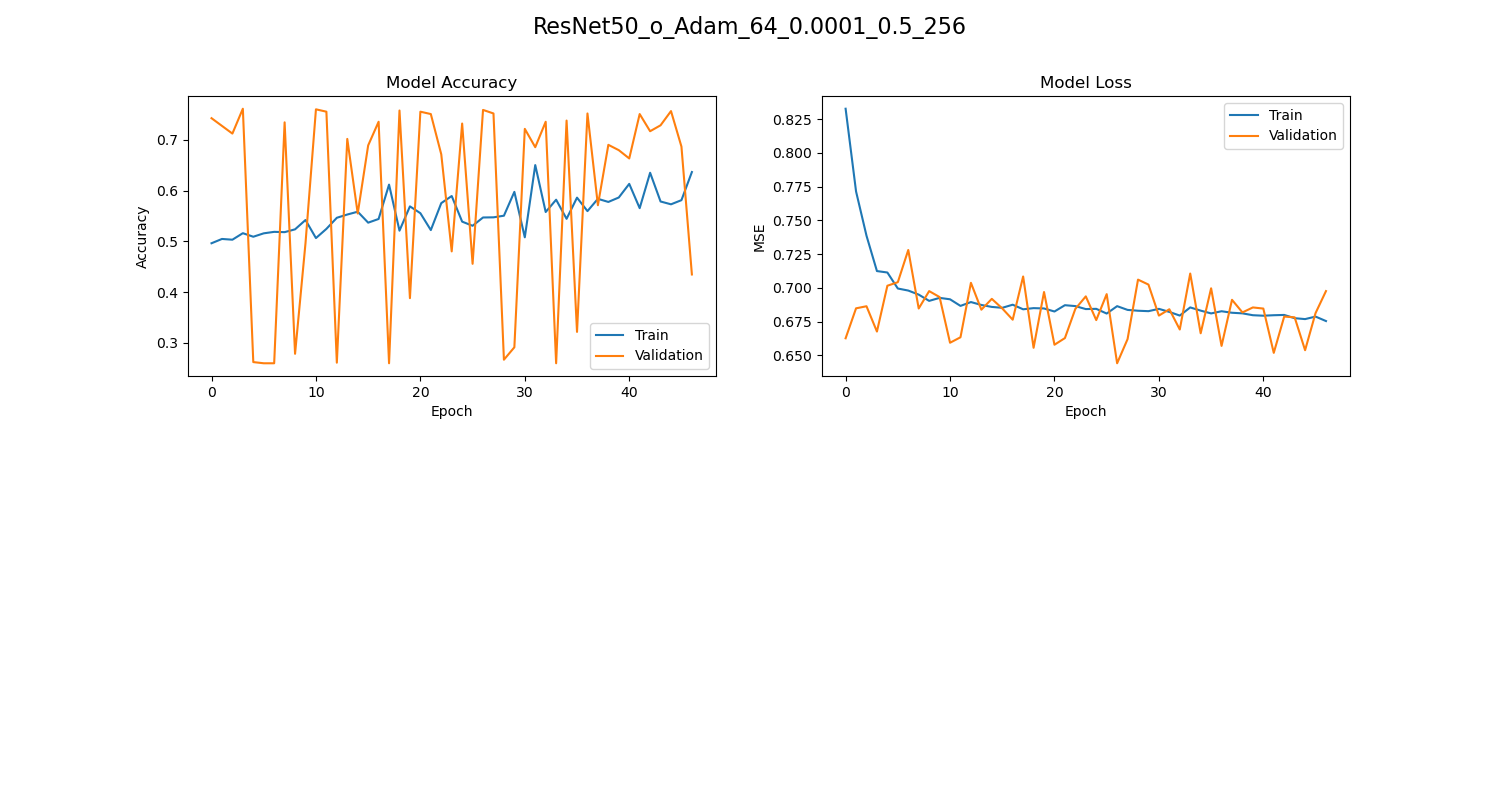 ResNet50_o_Adam_64_0.0001_0.5_256
Model Accuracy
Accuracy
0.7
0.6
0.5
0.4
0.3
0 10 20 30 40
Epoch
Train
Validation
Model Loss
MSE
0.825
0.800
0.775
0.750
0.725
0.700
0.675
0.650
0 10 20 30 40
Epoch
Train
Validation